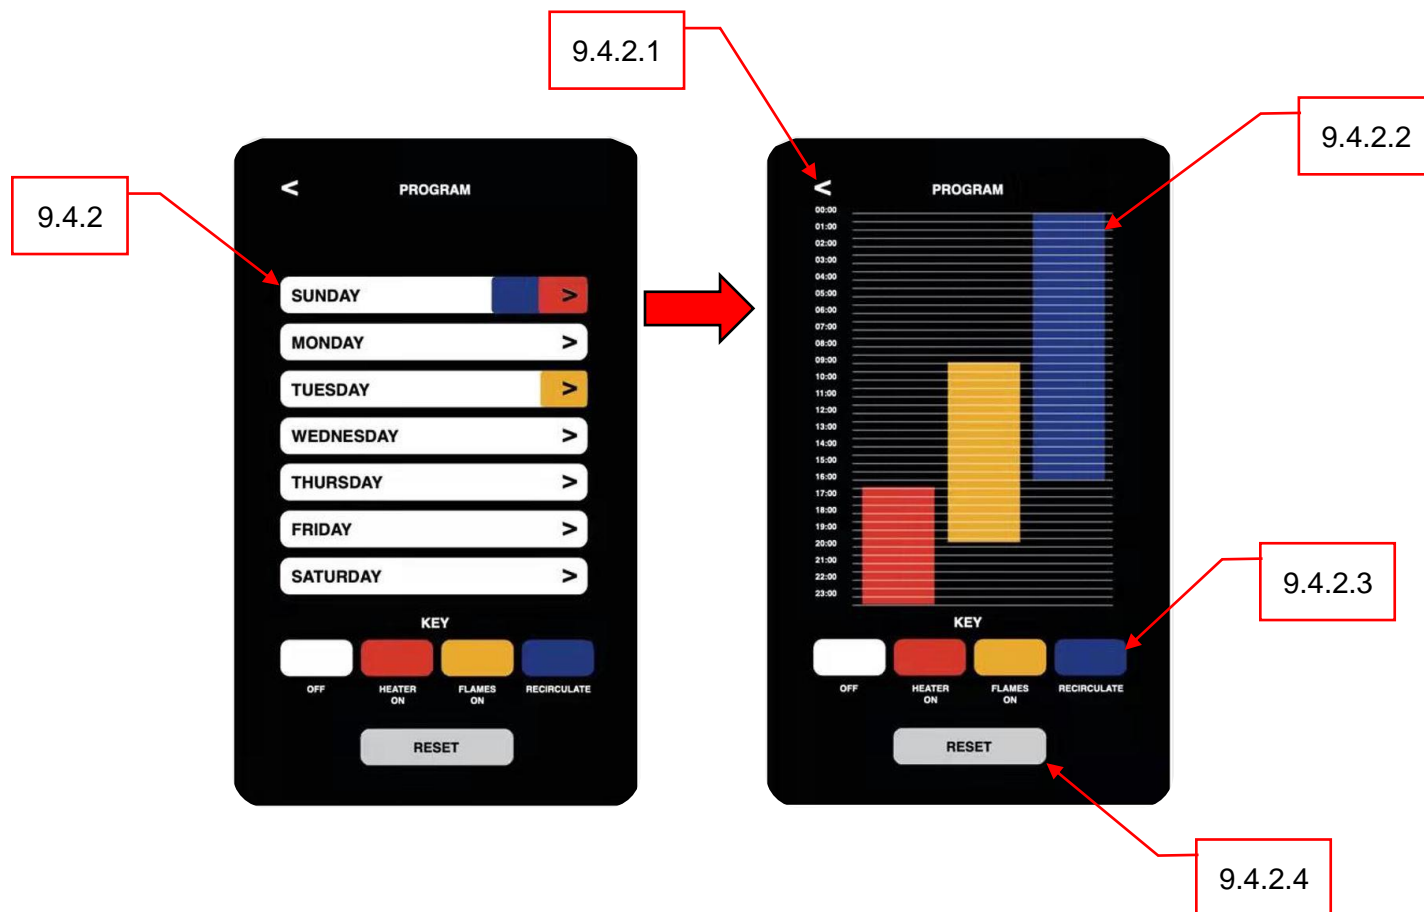 9.4.2.1
9.4.2.2
9.4.2
<
PROGRAM
SUNDAY >
MONDAY >
TUESDAY >
WEDNESDAY >
THURSDAY >
FRIDAY >
SATURDAY >
KEY
OFF
HEATER
ON
FLAMES
ON
RECIRCULATE
RESET
<
PROGRAM
00:00
01:00
02:00
03:00
04:00
05:00
06:00
07:00
08:00
09:00
10:00
11:00
12:00
13:00
14:00
15:00
16:00
17:00
18:00
19:00
20:00
21:00
22:00
23:00
KEY
OFF
HEATER
ON
FLAMES
ON
RECIRCULATE
RESET
9.4.2.3
9.4.2.4